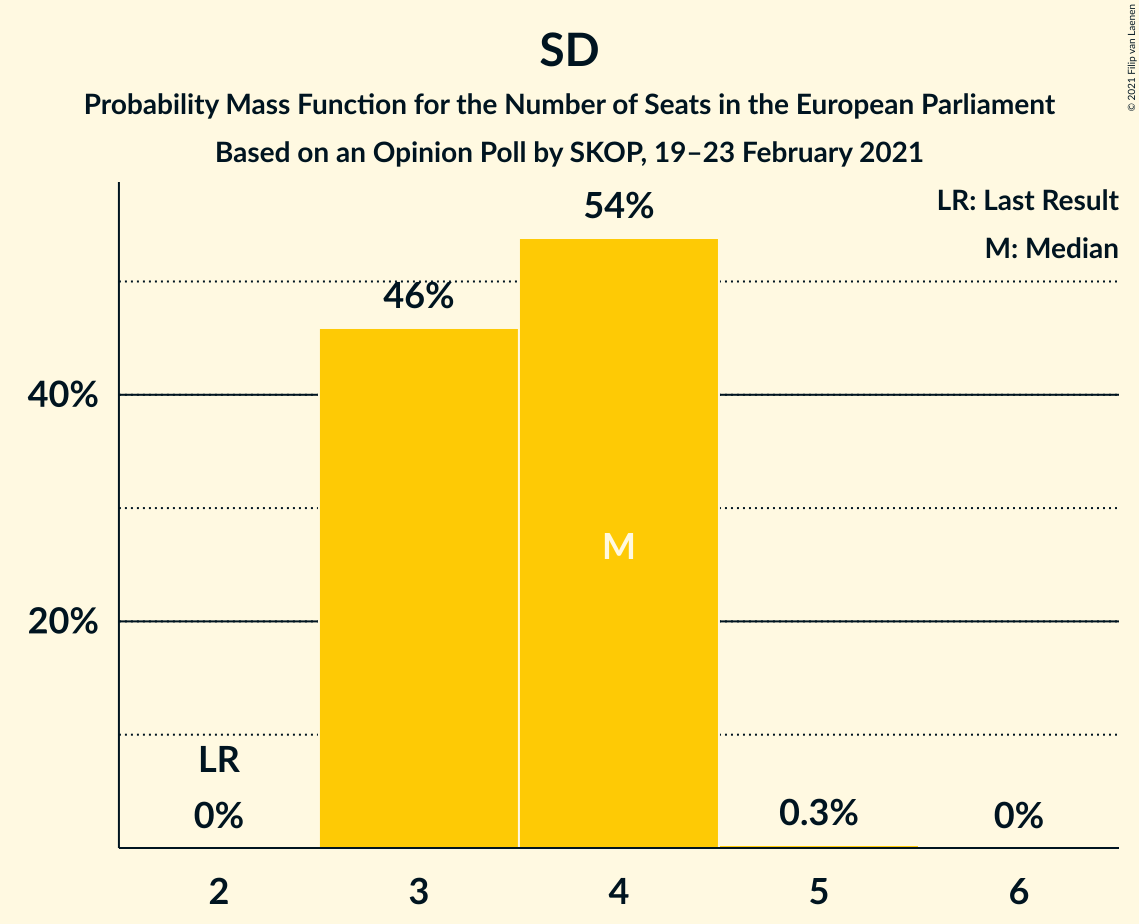 SD
Probability Mass Function for the Number of Seats in the European Parliament
Based on an Opinion Poll by SKOP, 19–23 February 2021
© 2021 Filip van Laenen
LR: Last Result
M: Median
54%
46%
40%
M
20%
LR
0%
0.3%
0%
2 3 4 5 6